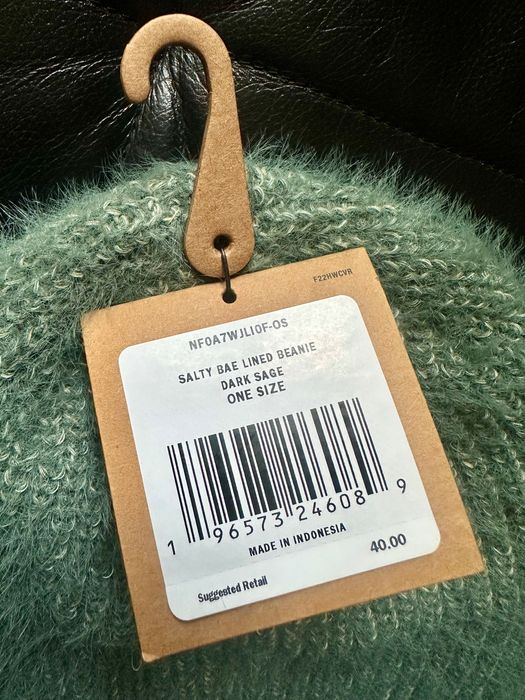 F22HWCVR
NF0A7WJLI0F-OS
SALTY BAE LINED BEANIE
DARK SAGE
ONE SIZE
1 96573 24608 9
MADE IN INDONESIA
Suggested Retail 40.00